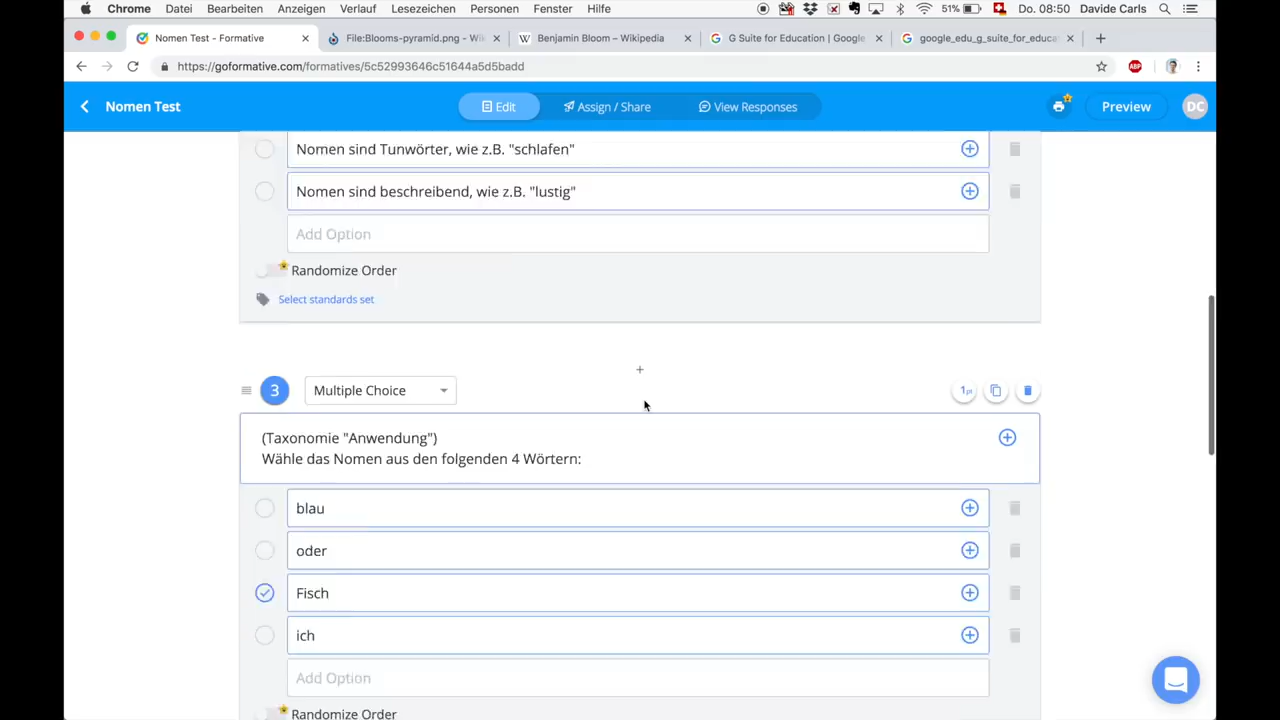 Chrome Datei Bearbeiten Anzeigen Verlauf Lesezeichen Personen Fenster Hilfe 51% Do. 08:50 Davide Carls
Nomen Test - Formative File:Blooms-pyramid.png - Wi Benjamin Bloom – Wikipedia G Suite for Education | Google google_edu_g_suite_for_educa
https://goformative.com/formatives/5c52993646c51644a5d5badd ABP
Nomen Test Edit Assign / Share View Responses Preview DC
Nomen sind Tunwörter, wie z.B. "schlafen"
Nomen sind beschreibend, wie z.B. "lustig"
Add Option
Randomize Order
Select standards set
3 Multiple Choice 1pt
(Taxonomie "Anwendung")
Wähle das Nomen aus den folgenden 4 Wörtern:
blau
oder
Fisch
ich
Add Option
Randomize Order